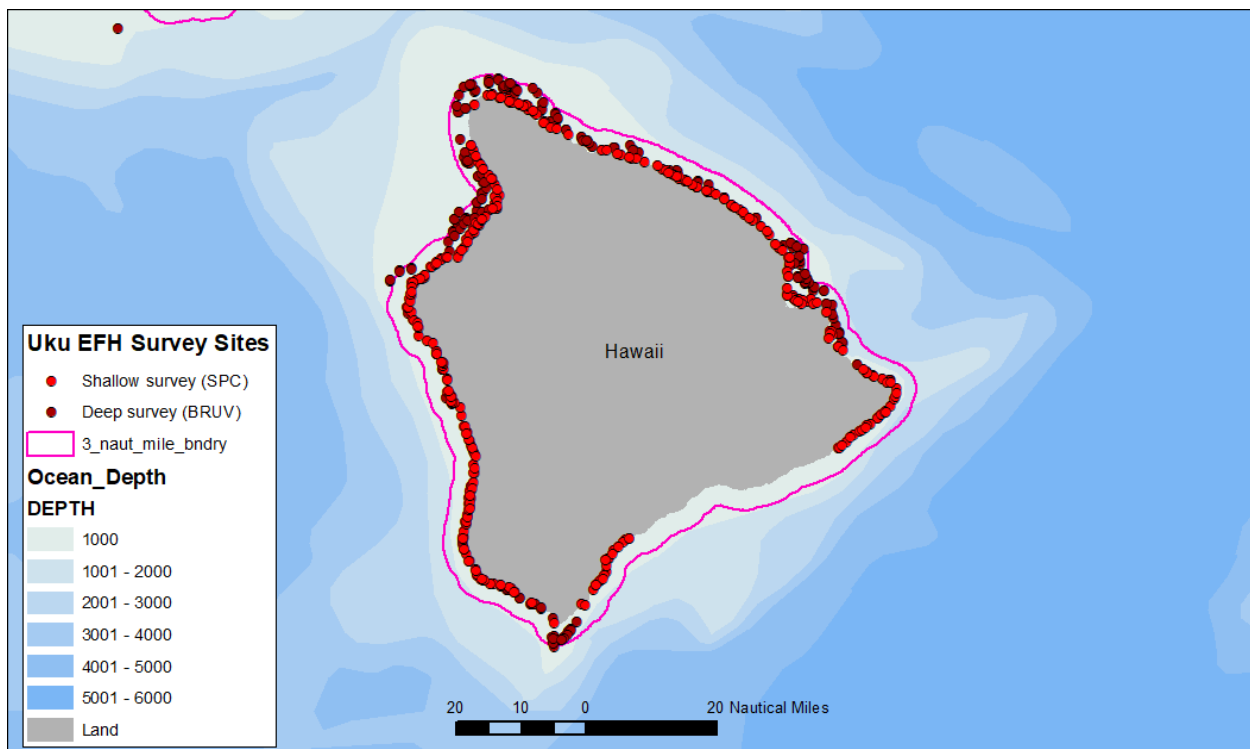 Hawaii
Uku EFH Survey Sites
Shallow survey (SPC)
Deep survey (BRUV)
3_naut_mile_bndry
Ocean_Depth
DEPTH
1000
1001 - 2000
2001 - 3000
3001 - 4000
4001 - 5000
5001 - 6000
Land
20 10 0 20 Nautical Miles